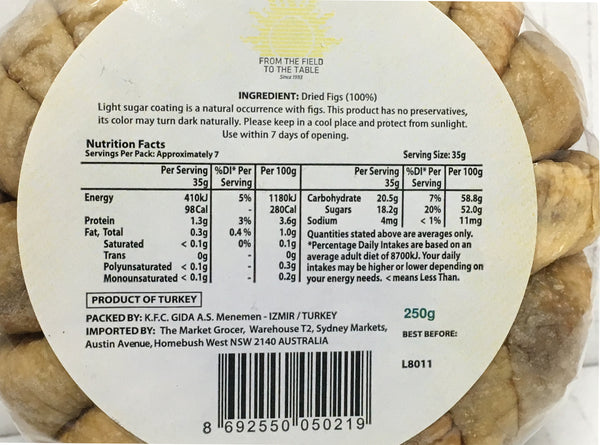 FROM THE FIELD
TO THE TABLE
Since 1993
INGREDIENT: Dried Figs (100%)
Light sugar coating is a natural occurrence with figs. This product has no preservatives,
its color may turn dark naturally. Please keep in a cool place and protect from sunlight.
Use within 7 days of opening.
Nutrition Facts
Servings Per Pack: Approximately 7 Serving Size: 35g
Per Serving 35g %DI* Per Serving Per 100g
Energy 410kJ 5% 1180kJ
98Cal - 280Cal
Protein 1.3g 3% 3.6g
Fat, Total 0.3g 0.4% 1.0g
Saturated < 0.1g 0% 0.1g
Trans 0g - 0g
Polyunsaturated < 0.1g - 0.3g
Monounsaturated < 0.1g - 0.2g
Per Serving 35g %DI* Per Serving Per 100g
Carbohydrate 20.5g 7% 58.8g
Sugars 18.2g 20% 52.0g
Sodium 4mg < 1% 11mg
Quantities stated above are averages only.
*Percentage Daily Intakes are based on an
average adult diet of 8700kJ. Your daily
intakes may be higher or lower depending on
your energy needs. < means Less Than.
PRODUCT OF TURKEY
PACKED BY: K.F.C. GIDA A.S. Menemen - IZMIR / TURKEY
IMPORTED BY: The Market Grocer, Warehouse T2, Sydney Markets,
Austin Avenue, Homebush West NSW 2140 AUSTRALIA
250g
BEST BEFORE:
L8011
8 692550 050219